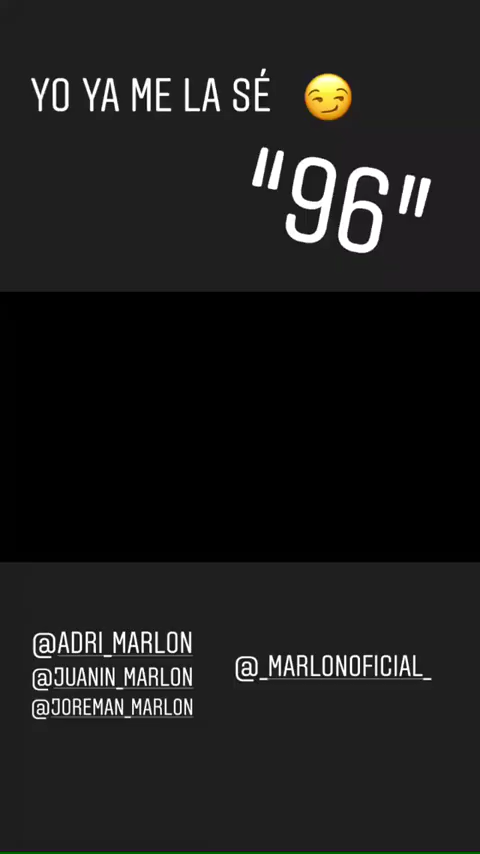 YO YA ME LA SÉ 😏
"96"
@ADRI_MARLON
@JUANIN_MARLON
@JOREMAN_MARLON
@_MARLONOFICIAL_